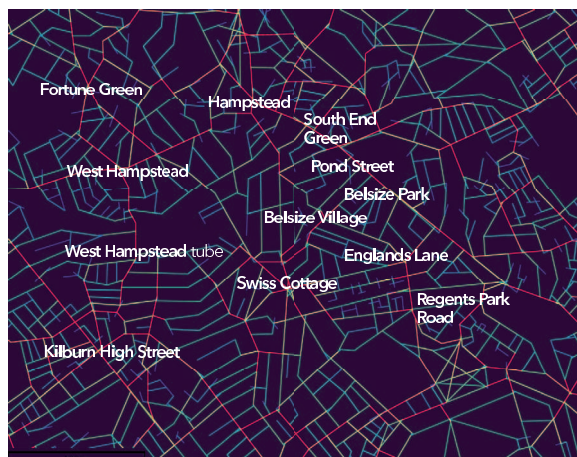 Fortune Green
Hampstead
South End
Green
Pond Street
West Hampstead
Belsize Park
Belsize Village
West Hampstead tube
Englands Lane
Swiss Cottage
Regents Park
Road
Kilburn High Street